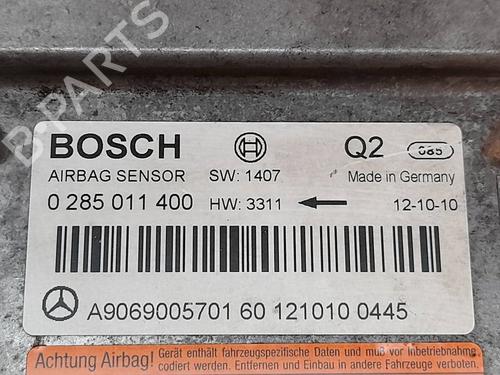 B-PARTS
BOSCH Q2 085
AIRBAG SENSOR SW: 1407 Made in Germany
0 285 011 400 HW: 3311 12-10-10
A9069005701 60 121010 0445
Achtung Airbag! Gerät enthält fahrzeugspezifische Daten und muß vor Inbetriebnahme
codiert werden. Entfernen und Einbau in andere Fahrzeuge verboten.